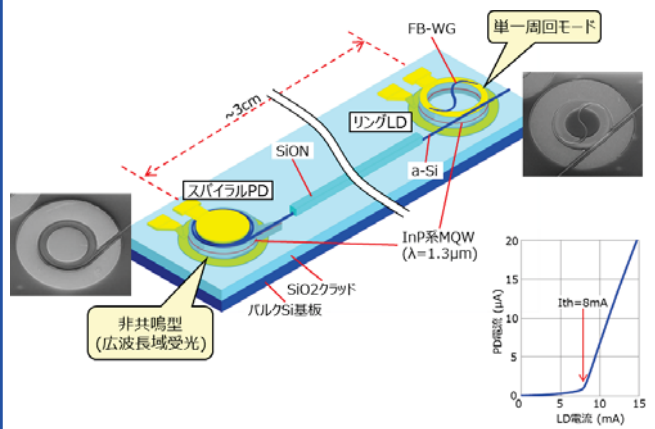 FB-WG
単一周回モード
~3cm
リングLD
SiON
a-Si
スパイラルPD
InP系MQW
(λ=1.3μm)
SiO2クラッド
バルクSi基板
非共鳴型
(広波長域受光)
20
15
10
5
0
PD電流 (μA)
Ith=8mA
0 5 10 15
LD電流 (mA)